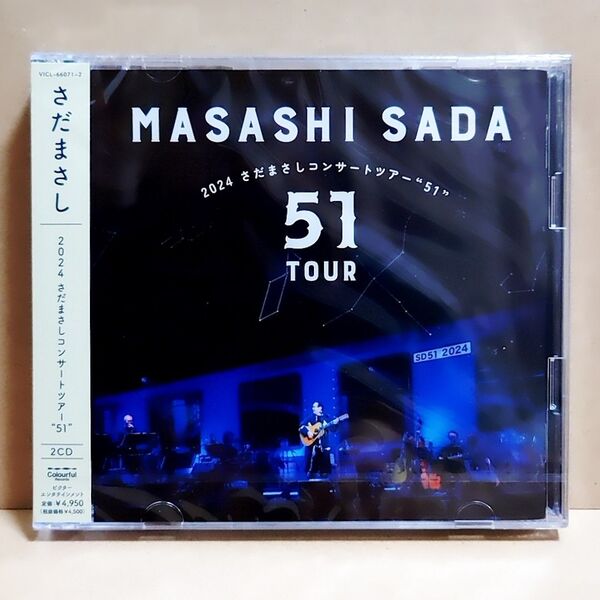 VICL-66071-2
さだまさし
2024 さだまさしコンサートツアー“51”
2CD
Colourful
Records
ビクター
エンタテインメント
定価:¥4,950
(税抜価格¥4,500)
MASASHI SADA
2024 さだまさしコンサートツアー“51”
51
TOUR
SD51 2024